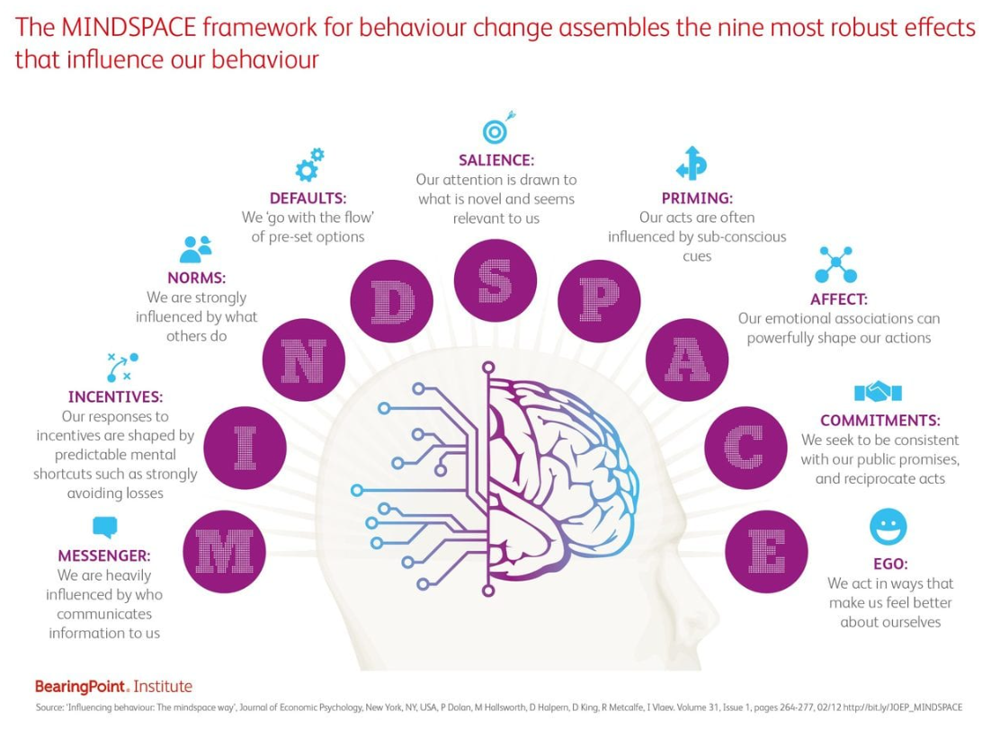 The MINDSPACE framework for behaviour change assembles the nine most robust effects
that influence our behaviour
MESSENGER:
We are heavily
influenced by who
communicates
information to us
M
INCENTIVES:
Our responses to
incentives are shaped by
predictable mental
shortcuts such as strongly
avoiding losses
I
NORMS:
We are strongly
influenced by what
others do
N
DEFAULTS:
We 'go with the flow'
of pre-set options
D
SALIENCE:
Our attention is drawn to
what is novel and seems
relevant to us
S
PRIMING:
Our acts are often
influenced by sub-conscious
cues
P
AFFECT:
Our emotional associations can
powerfully shape our actions
A
COMMITMENTS:
We seek to be consistent
with our public promises,
and reciprocate acts
C
EGO:
We act in ways that
make us feel better
about ourselves
E
BearingPoint® Institute
Source: 'Influencing behaviour: The mindspace way', Journal of Economic Psychology, New York, NY, USA, P Dolan, M Hallsworth, D Halpern, D King, R Metcalfe, I Vlaev. Volume 31, Issue 1, pages 264-277, 02/12 http://bit.ly/JOEP_MINDSPACE